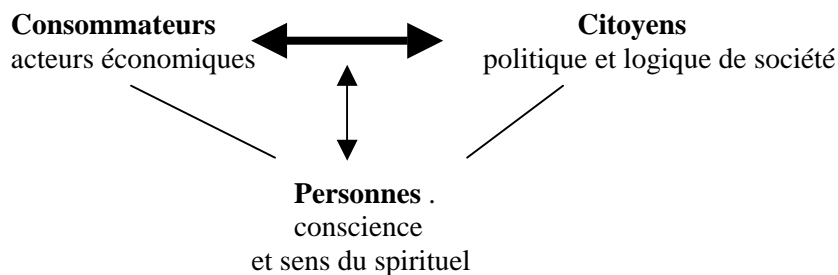 Consommateurs
acteurs économiques
Citoyens
politique et logique de société
Personnes .
conscience
et sens du spirituel